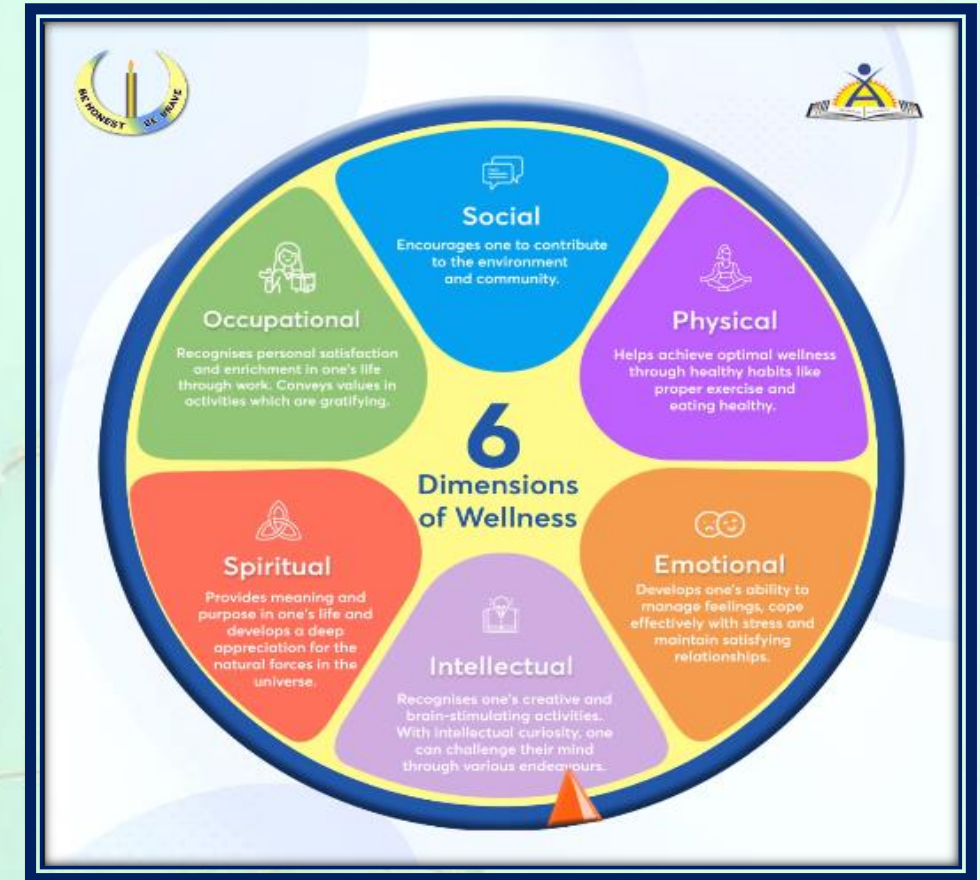 BE HONEST BE BRAVE
Social
Encourages one to contribute
to the environment
and community.
Physical
Helps achieve optimal wellness
through healthy habits like
proper exercise and
eating healthy.
Emotional
Develops one's ability to
manage feelings, cope
effectively with stress and
maintain satisfying
relationships.
Intellectual
Recognises one's creative and
brain-stimulating activities.
With intellectual curiosity, one
can challenge their mind
through various endeavours.
Spiritual
Provides meaning and
purpose in one's life and
develops a deep
appreciation for the
natural forces in the
universe.
Occupational
Recognises personal satisfaction
and enrichment in one's life
through work. Conveys values in
activities which are gratifying.
6
Dimensions
of Wellness